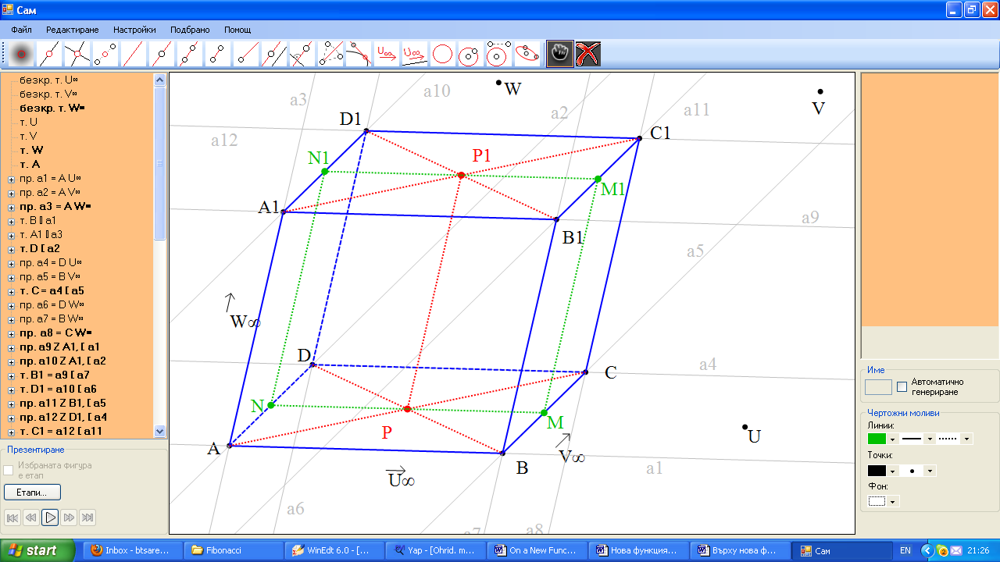 Сам
Файл Редактиране Настройки Подбрано Помощ
U∞ U∞
безкр. т. U∞
безкр. т. V∞
безкр. т. W∞
т. U
т. V
т. W
т. A
пр. a1 = A U∞
пр. a2 = A V∞
пр. a3 = A W∞
т. B ⌷ a1
т. A1 ⌷ a3
т. D [ a2
пр. a4 = D U∞
пр. a5 = B V∞
т. C = a4 [ a5
пр. a6 = D W∞
пр. a7 = B W∞
пр. a8 = C W∞
пр. a9 Z A1, [ a1
пр. a10 Z A1, [ a2
т. B1 = a9 [ a7
т. D1 = a10 [ a6
пр. a11 Z B1, [ a5
пр. a12 Z D1, [ a4
т. C1 = a12 [ a11
Презентиране
Избраната фигура
е етап
Етапи...
a3 a10 W a2 a11 V
D1 C1
a12
N1 P1
M1
A1
B1 a9
a5
W∞
D C a4
N P M
U
A V∞
B a1
U∞
a6 a7 a8
Име
Автоматично
генериране
Чертожни моливи
Линии:
Точки:
Фон:
start Inbox - btsare... Fibonacci WinEdt 6.0 - [... Yap - [Ohrid. m... On a New Func... Нова функция... Върху нова ф... Сам EN 21:26